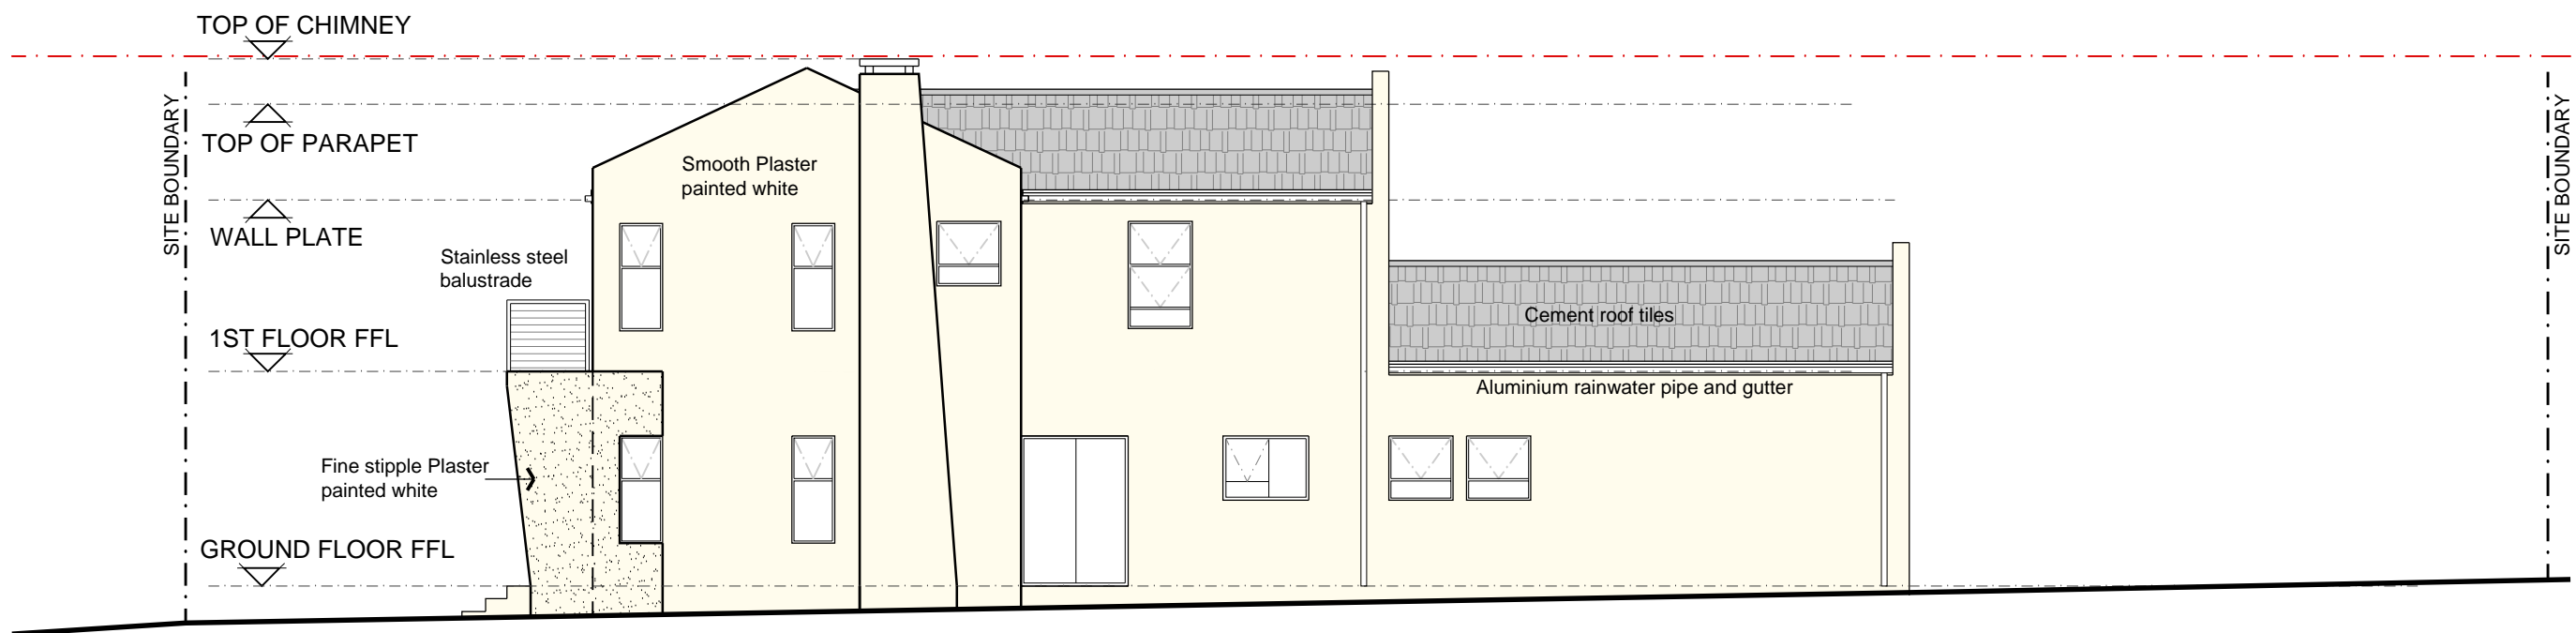 TOP OF CHIMNEY
SITE BOUNDARY
TOP OF PARAPET
Smooth Plaster
painted white
SITE BOUNDARY
WALL PLATE
Stainless steel
balustrade
Cement roof tiles
1ST FLOOR FFL
Aluminium rainwater pipe and gutter
Fine stipple Plaster
painted white
GROUND FLOOR FFL